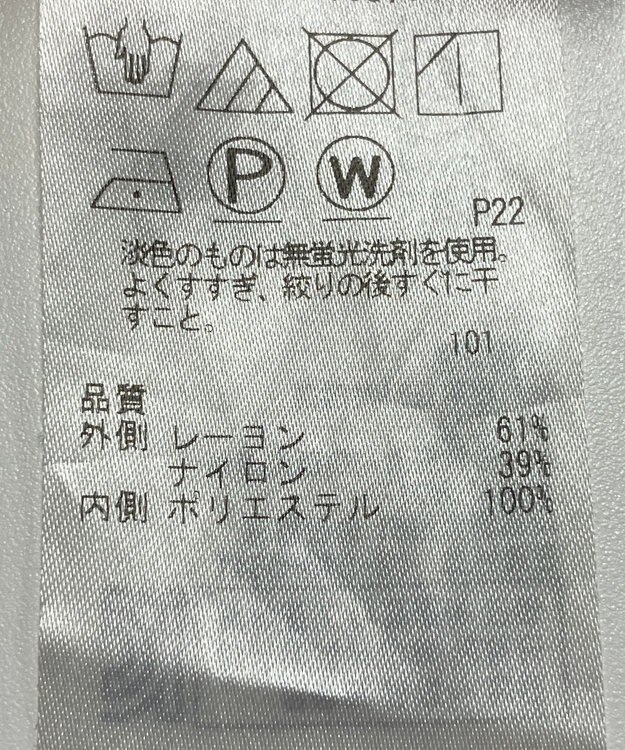 P W
P22
淡色のものは無蛍光洗剤を使用。
よくすすぎ、絞りの後すぐに干
すこと。
101
品質
外側 レーヨン 61%
ナイロン 39%
内側 ポリエステル 100%